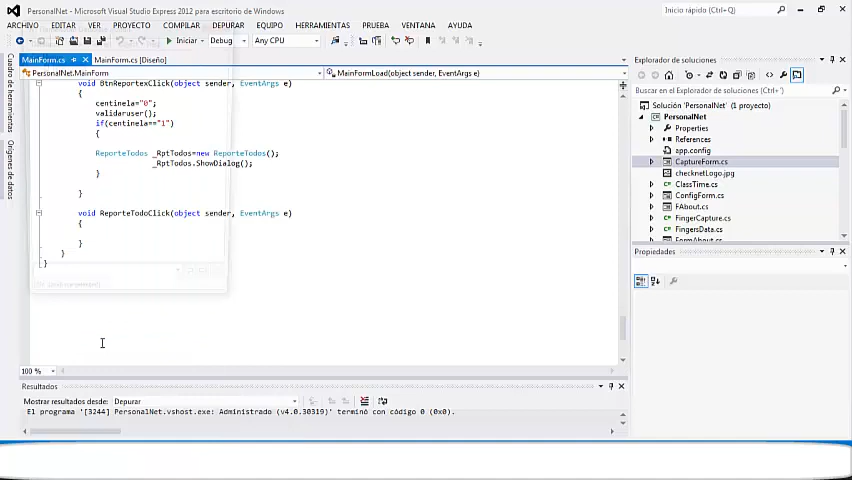 PersonalNet - Microsoft Visual Studio Express 2012 para escritorio de Windows
Inicio rápido (Ctrl+Q)
ARCHIVO EDITAR VER PROYECTO COMPILAR DEPURAR EQUIPO HERRAMIENTAS PRUEBA VENTANA AYUDA
Iniciar Debug Any CPU
MainForm.cs MainForm.cs [Diseño]
PersonalNet.MainForm
MainFormLoad(object sender, EventArgs e)
void BtnReportexClick(object sender, EventArgs e)
{
centinela="0";
validaruser();
if(centinela=="1")
{
ReporteTodos _RptTodos=new ReporteTodos();
_RptTodos.ShowDialog();
}
}
void ReporteTodoClick(object sender, EventArgs e)
{
}
}
}
100 %
Cuadro de herramientas
Orígenes de datos
Explorador de soluciones
Buscar en el Explorador de soluciones (Ctrl+
Solución 'PersonalNet' (1 proyecto)
PersonalNet
Properties
References
app.config
CaptureForm.cs
checknetLogo.jpg
ClassTime.cs
ConfigForm.cs
FAbout.cs
FingerCapture.cs
FingersData.cs
FormAbout.cs
Propiedades
Resultados
Mostrar resultados desde: Depurar
El programa '[3244] PersonalNet.vshost.exe: Administrado (v4.0.30319)' terminó con código 0 (0x0).